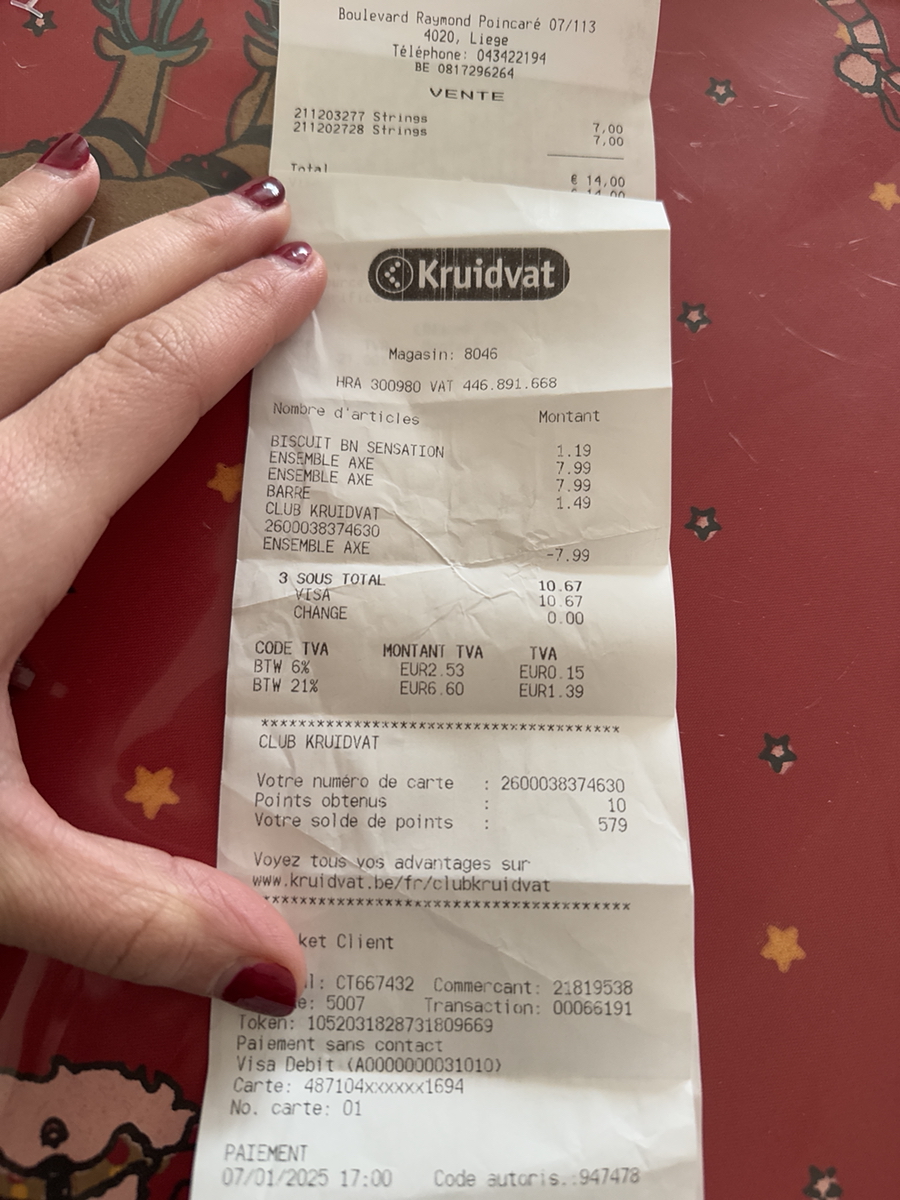 Boulevard Raymond Poincaré 07/113
4020, Liege
Téléphone: 043422194
BE 0817296264
VENTE
211203277 Strings 7,00
211202728 Strings 7,00
Total € 14,00
Kruidvat
Magasin: 8046
HRA 300980 VAT 446.891.668
Nombre d'articles Montant
BISCUIT BN SENSATION 1.19
ENSEMBLE AXE 7.99
ENSEMBLE AXE 7.99
BARRE 1.49
CLUB KRUIDVAT
2600038374630
ENSEMBLE AXE -7.99
3 SOUS TOTAL 10.67
VISA 10.67
CHANGE 0.00
CODE TVA MONTANT TVA TVA
BTW 6% EUR2.53 EUR0.15
BTW 21% EUR6.60 EUR1.39
**************************************
CLUB KRUIDVAT
Votre numéro de carte : 2600038374630
Points obtenus : 10
Votre solde de points : 579
Voyez tous vos advantages sur
www.kruidvat.be/fr/clubkruidvat
**************************************
ket Client
l: CT667432 Commercant: 21819538
e: 5007 Transaction: 00066191
Token: 1052031828731809669
Paiement sans contact
Visa Debit (A0000000031010)
Carte: 487104xxxxxx1694
No. carte: 01
PAIEMENT
07/01/2025 17:00 Code autoris.:947478